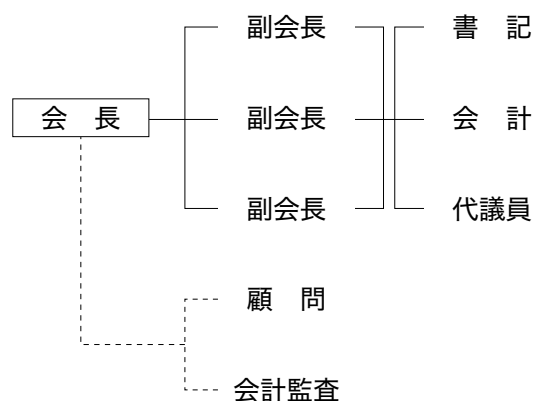 副会長
書 記
会 長
副会長
会 計
副会長
代議員
顧 問
会計監査